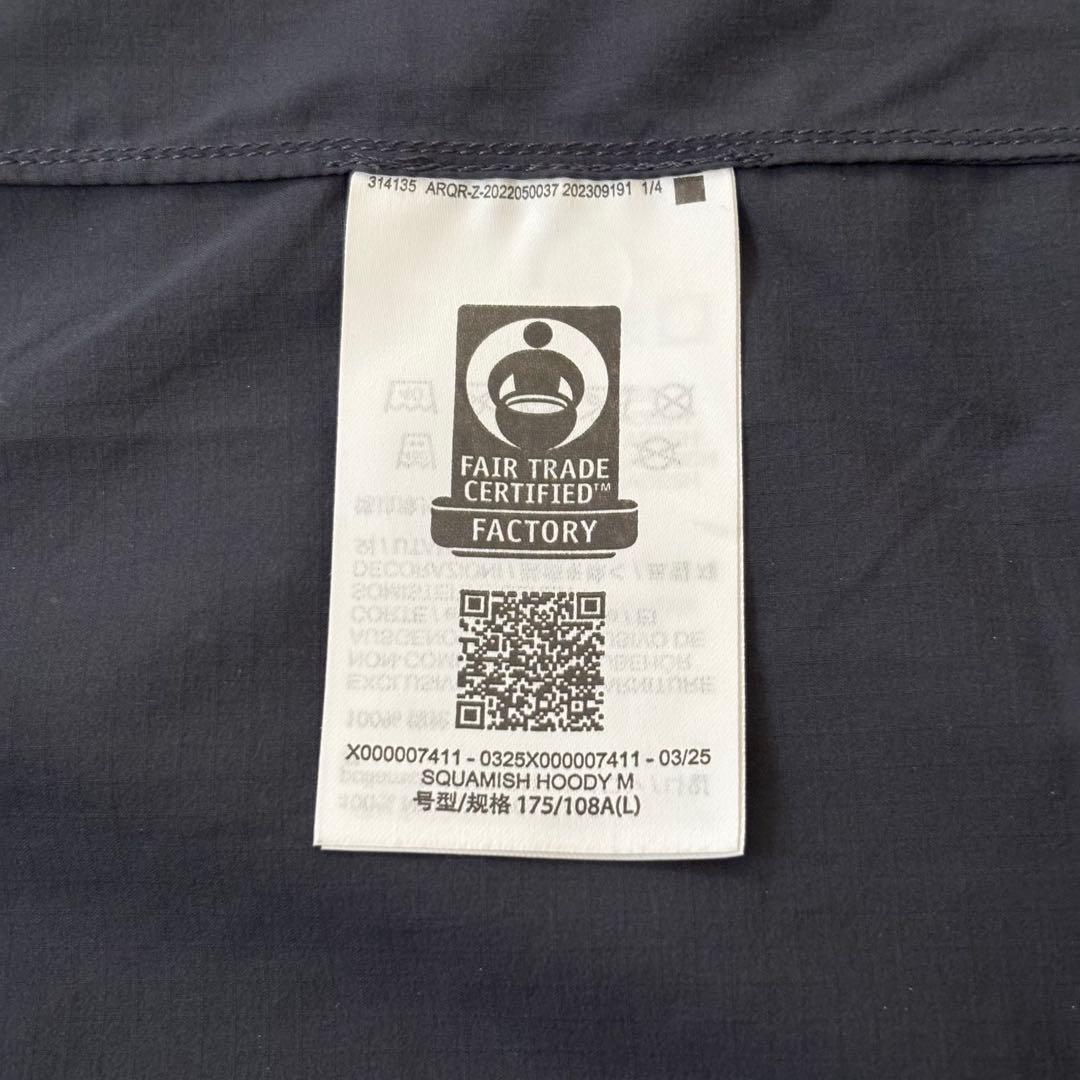 314135 ARQR-Z-2022050037 202309191 1/4
FAIR TRADE
CERTIFIED™
FACTORY
X000007411 - 0325X000007411 - 03/25
SQUAMISH HOODY M
号型/规格 175/108A(L)